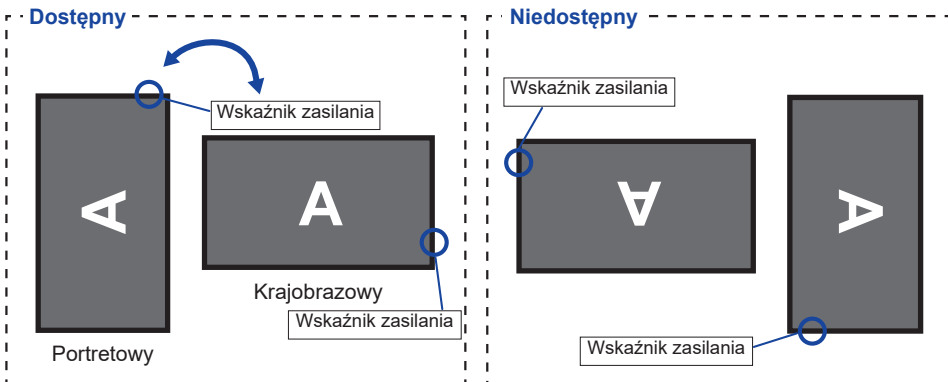 Dostępny
Wskaźnik zasilania
A
A
Krajobrazowy
Wskaźnik zasilania
Portretowy
Niedostępny
Wskaźnik zasilania
A
A
Wskaźnik zasilania